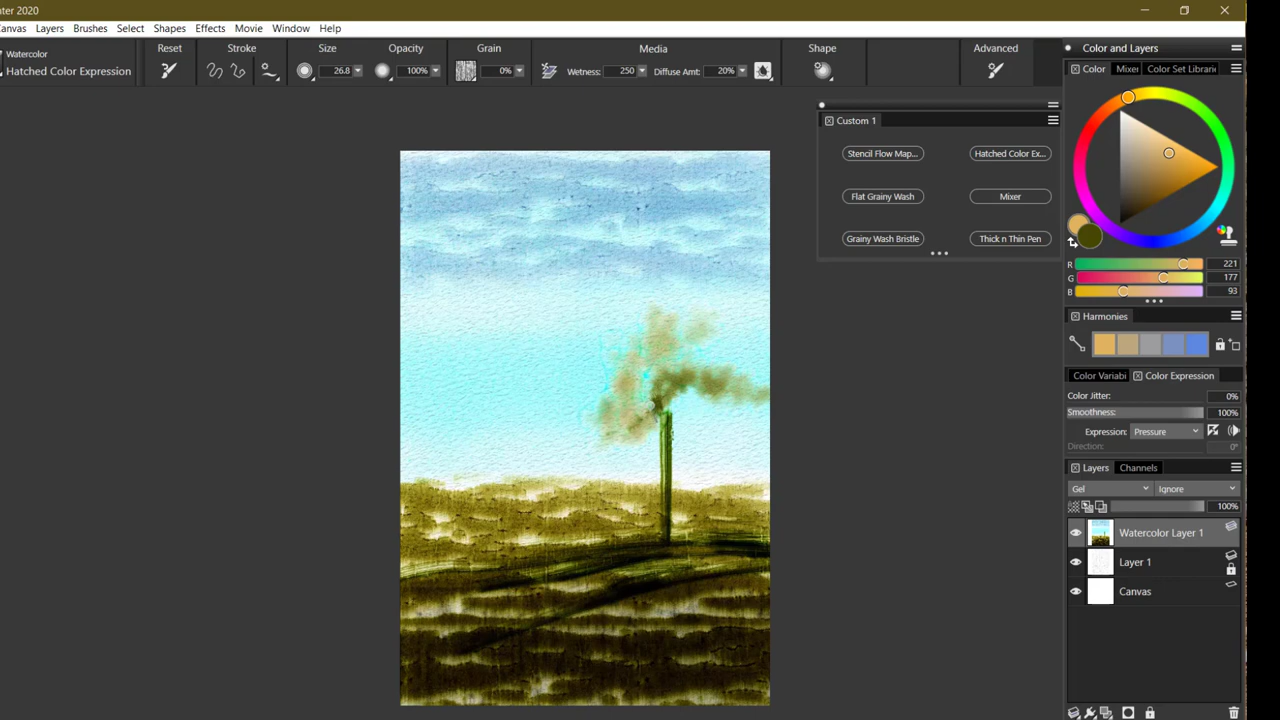 nter 2020
anvas Layers Brushes Select Shapes Effects Movie Window Help
Watercolor
Hatched Color Expression
Reset Stroke Size Opacity Grain Media Shape Advanced
26.8 100% 0% Wetness: 250 Diffuse Amt: 20%
Color and Layers
Color Mixer Color Set Librari
Custom 1
Stencil Flow Map... Hatched Color Ex...
Flat Grainy Wash Mixer
Grainy Wash Bristle Thick n Thin Pen
R 221
G 177
B 93
Harmonies
Color Variabi Color Expression
Color Jitter: 0%
Smoothness: 100%
Expression: Pressure
Direction: 0°
Layers Channels
Gel Ignore
100%
Watercolor Layer 1
Layer 1
Canvas